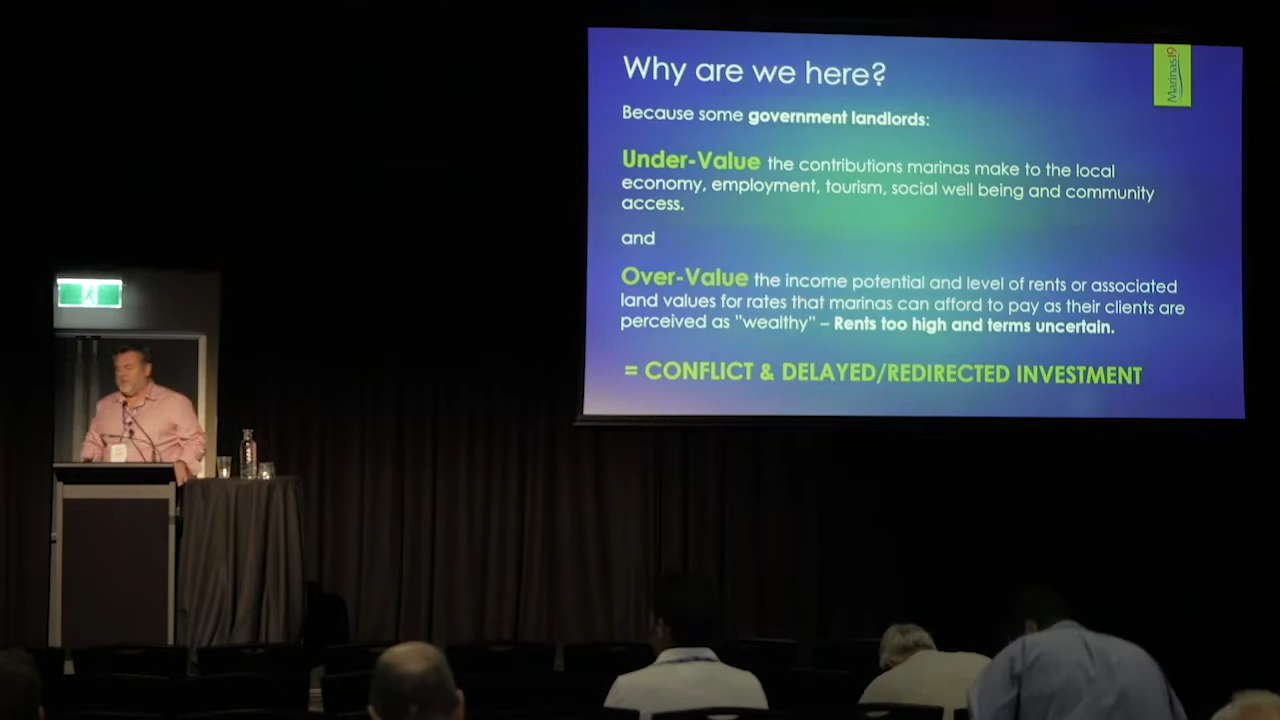 Why are we here?
Marinas19
Because some government landlords:
Under-Value the contributions marinas make to the local
economy, employment, tourism, social well being and community
access.
and
Over-Value the income potential and level of rents or associated
land values for rates that marinas can afford to pay as their clients are
perceived as "wealthy" – Rents too high and terms uncertain.
= CONFLICT & DELAYED/REDIRECTED INVESTMENT